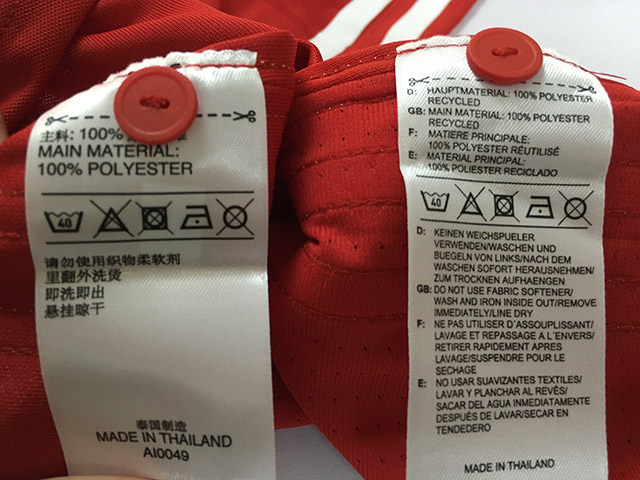 主料: 100%
MAIN MATERIAL:
100% POLYESTER
40
请勿使用织物柔软剂
里翻外洗烫
即洗即出
悬挂晾干
泰国制造
MADE IN THAILAND
AI0049
D: HAUPTMATERIAL: 100% POLYESTER
RECYCLED
GB: MAIN MATERIAL: 100% POLYESTER
RECYCLED
F: MATIERE PRINCIPALE:
100% POLYESTER RÉUTILISÉ
E: MATERIAL PRINCIPAL:
100% POLIESTER RECICLADO
40
D: KEINEN WEICHSPUELER
VERWENDEN/WASCHEN UND
BUEGELN VON LINKS/NACH DEM
WASCHEN SOFORT HERAUSNEHMEN/
ZUM TROCKNEN AUFHAENGEN
GB: DO NOT USE FABRIC SOFTENER/
WASH AND IRON INSIDE OUT/REMOVE
IMMEDIATELY/LINE DRY
F: NE PAS UTILISER D'ASSOUPLISSANT/
LAVAGE ET REPASSAGE A L'ENVERS/
RETIRER RAPIDEMENT APRES
LAVAGE/SUSPENDRE POUR LE
SECHAGE
E: NO USAR SUAVIZANTES TEXTILES/
LAVAR Y PLANCHAR AL REVÉS/
SACAR DEL AGUA INMEDIATAMENTE
DESPUÉS DE LAVAR/SECAR EN
TENDEDERO
MADE IN THAILAND